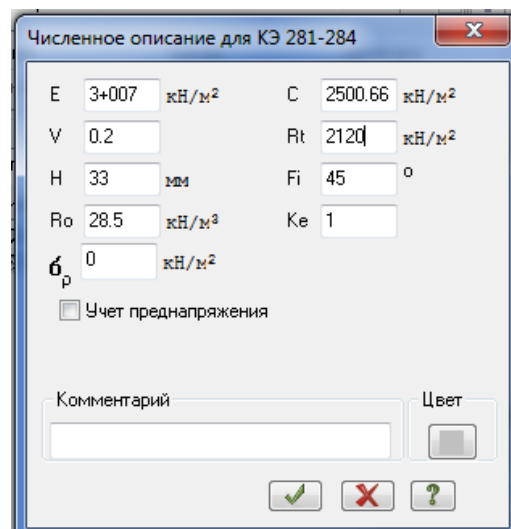 Численное описание для КЭ 281-284
E 3+007 кН/м² C 2500.66 кН/м²
V 0.2 Rt 2120 кН/м²
H 33 мм Fi 45 °
Ro 28.5 кН/м³ Ke 1
σρ 0 кН/м²
Учет преднапряжения
Комментарий Цвет